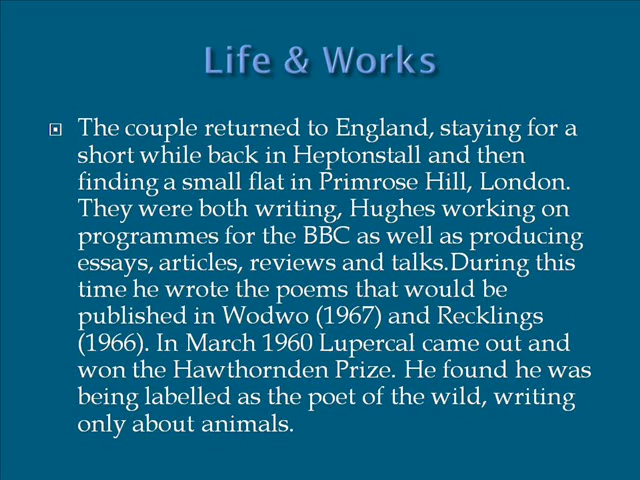 Life & Works
The couple returned to England, staying for a
short while back in Heptonstall and then
finding a small flat in Primrose Hill, London.
They were both writing, Hughes working on
programmes for the BBC as well as producing
essays, articles, reviews and talks.During this
time he wrote the poems that would be
published in Wodwo (1967) and Recklings
(1966). In March 1960 Lupercal came out and
won the Hawthornden Prize. He found he was
being labelled as the poet of the wild, writing
only about animals.